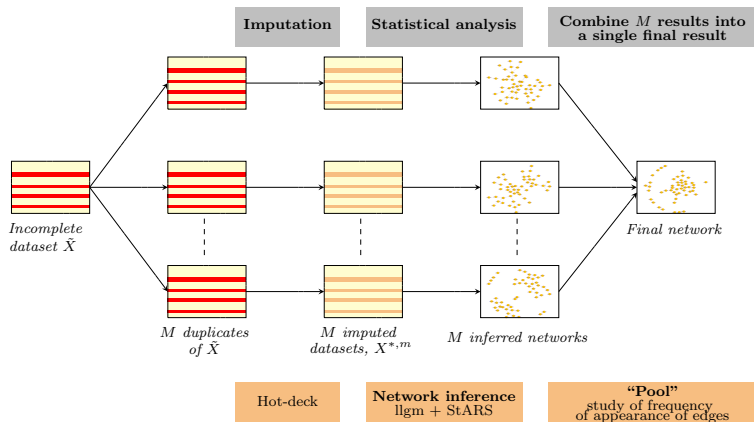 Imputation
Statistical analysis
Combine M results into
a single final result
Incomplete
dataset X̃
Final network
M duplicates
of X̃
M imputed
datasets, X*,m
M inferred networks
Hot-deck
Network inference
llgm + StARS
“Pool”
study of frequency
of appearance of edges